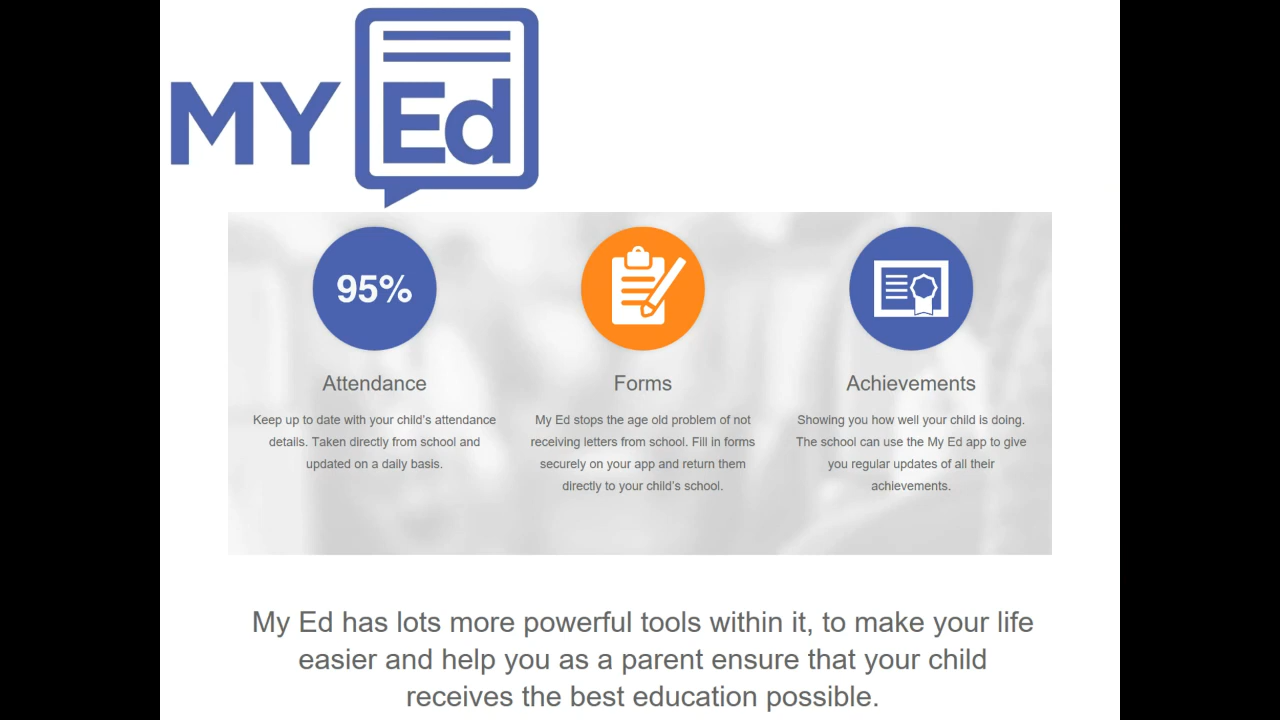 MY Ed
95%
Attendance
Keep up to date with your child's attendance
details. Taken directly from school and
updated on a daily basis.
Forms
My Ed stops the age old problem of not
receiving letters from school. Fill in forms
securely on your app and return them
directly to your child's school.
Achievements
Showing you how well your child is doing.
The school can use the My Ed app to give
you regular updates of all their
achievements.
My Ed has lots more powerful tools within it, to make your life
easier and help you as a parent ensure that your child
receives the best education possible.